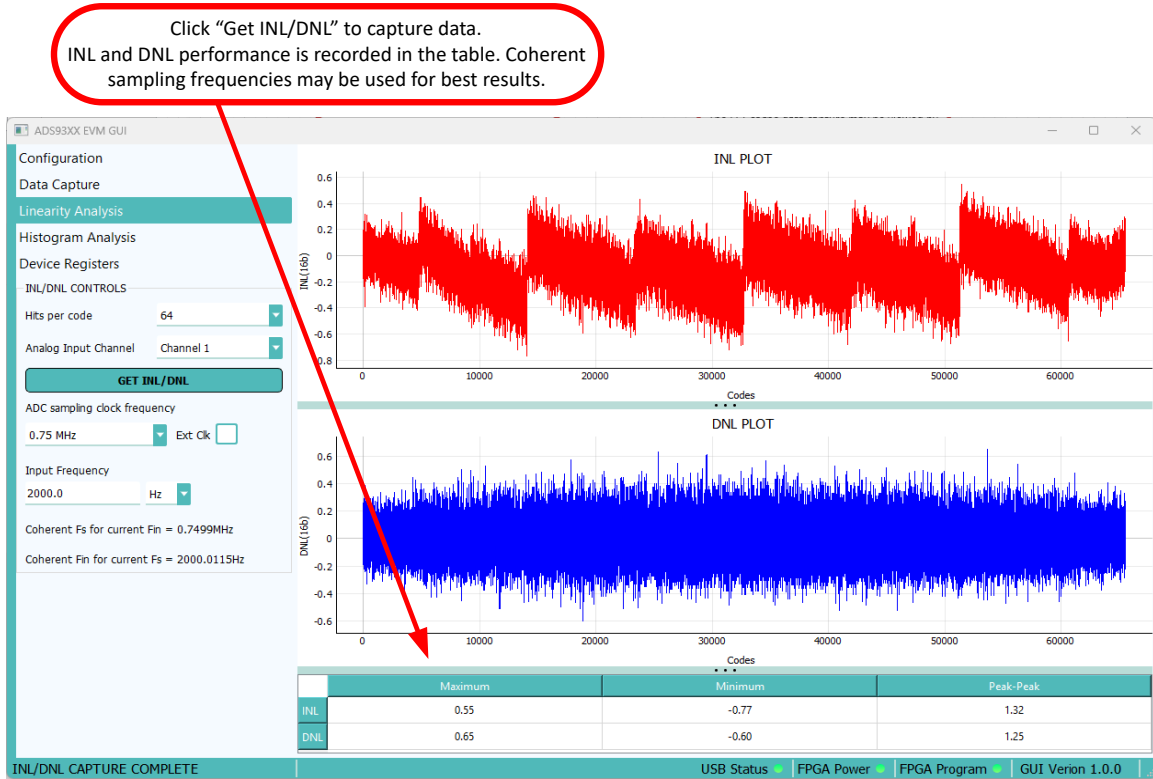 Click “Get INL/DNL” to capture data.
INL and DNL performance is recorded in the table. Coherent
sampling frequencies may be used for best results.
ADS93XX EVM GUI
Configuration
Data Capture
Linearity Analysis
Histogram Analysis
Device Registers
INL/DNL CONTROLS
Hits per code 64
Analog Input Channel Channel 1
GET INL/DNL
ADC sampling clock frequency
0.75 MHz Ext Clk
Input Frequency
2000.0 Hz
Coherent Fs for current Fin = 0.7499MHz
Coherent Fin for current Fs = 2000.0115Hz
INL PLOT
INL(16b)
0.6
0.4
0.2
0
-0.2
-0.4
-0.6
0.8
0 10000 20000 30000 40000 50000 60000
Codes
DNL PLOT
DNL(16b)
0.6
0.4
0.2
0
-0.2
-0.4
-0.6
0 10000 20000 30000 40000 50000 60000
Codes
Maximum Minimum Peak-Peak
INL 0.55 -0.77 1.32
DNL 0.65 -0.60 1.25
INL/DNL CAPTURE COMPLETE USB Status FPGA Power FPGA Program GUI Verion 1.0.0